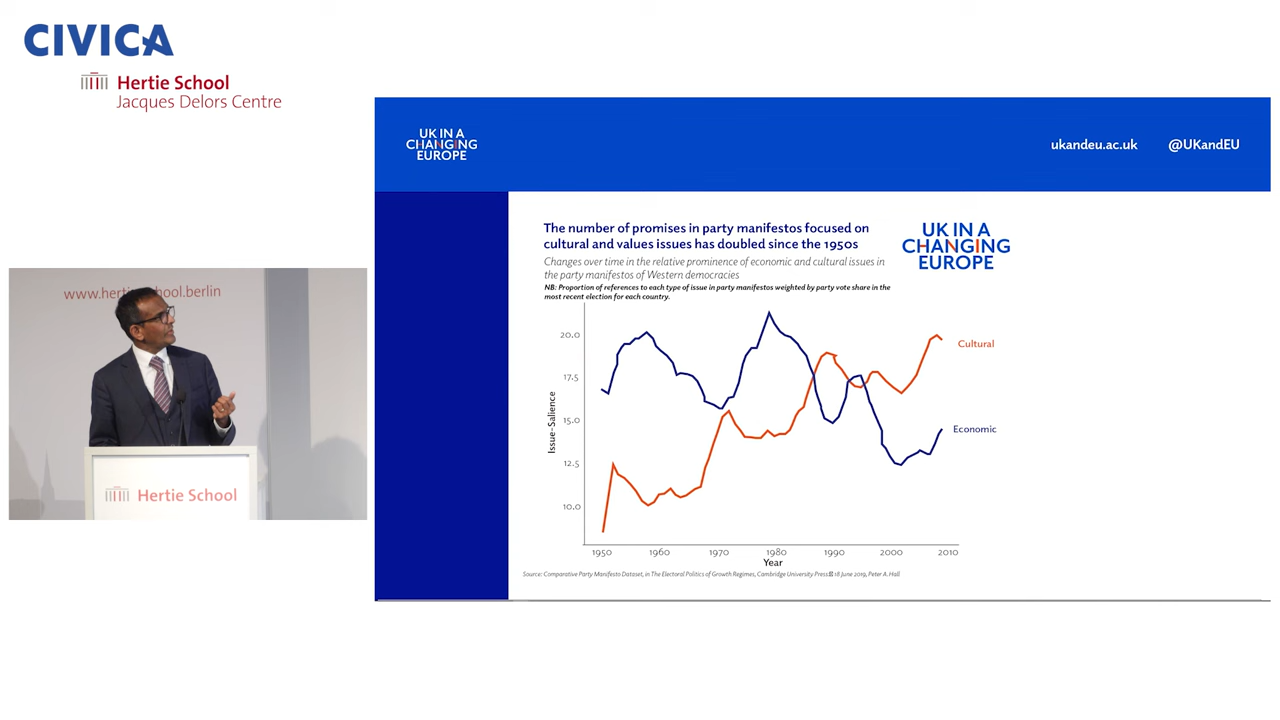 CIVICA
Hertie School
Jacques Delors Centre
UK IN A
CHANGING
EUROPE
ukandeu.ac.uk
@UKandEU
www.hertieschool.berlin
Hertie School
The number of promises in party manifestos focused on
cultural and values issues has doubled since the 1950s
Changes over time in the relative prominence of economic and cultural issues in
the party manifestos of Western democracies
NB: Proportion of references to each type of issue in party manifestos weighted by party vote share in the
most recent election for each country.
UK IN A
CHANGING
EUROPE
20.0
17.5
15.0
12.5
10.0
Issue-Salience
Cultural
Economic
1950 1960 1970 1980 1990 2000 2010
Year
Source: Comparative Party Manifesto Dataset, in The Electoral Politics of Growth Regimes, Cambridge University Press 18 June 2019, Peter A. Hall